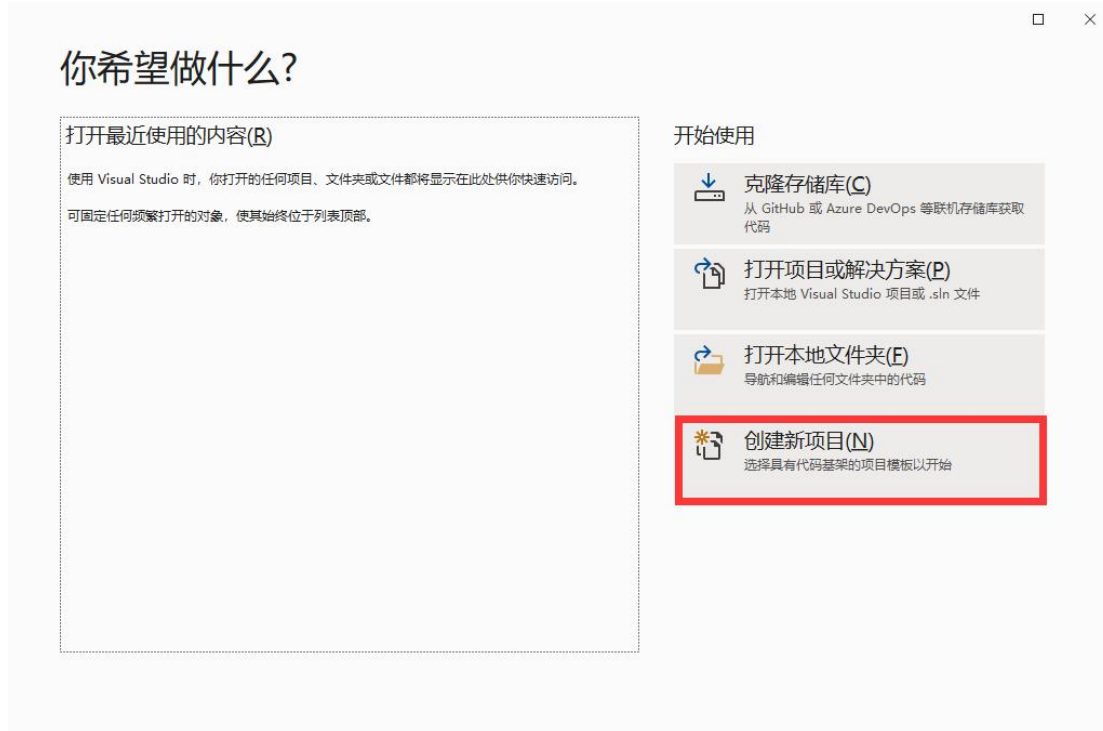 你希望做什么?
打开最近使用的内容(R)
使用 Visual Studio 时，你打开的任何项目、文件夹或文件都将显示在此处供你快速访问。
可固定任何频繁打开的对象，使其始终位于列表顶部。
开始使用
克隆存储库(C)
从 GitHub 或 Azure DevOps 等联机存储库获取
代码
打开项目或解决方案(P)
打开本地 Visual Studio 项目或 .sln 文件
打开本地文件夹(F)
导航和编辑任何文件夹中的代码
创建新项目(N)
选择具有代码基架的项目模板以开始